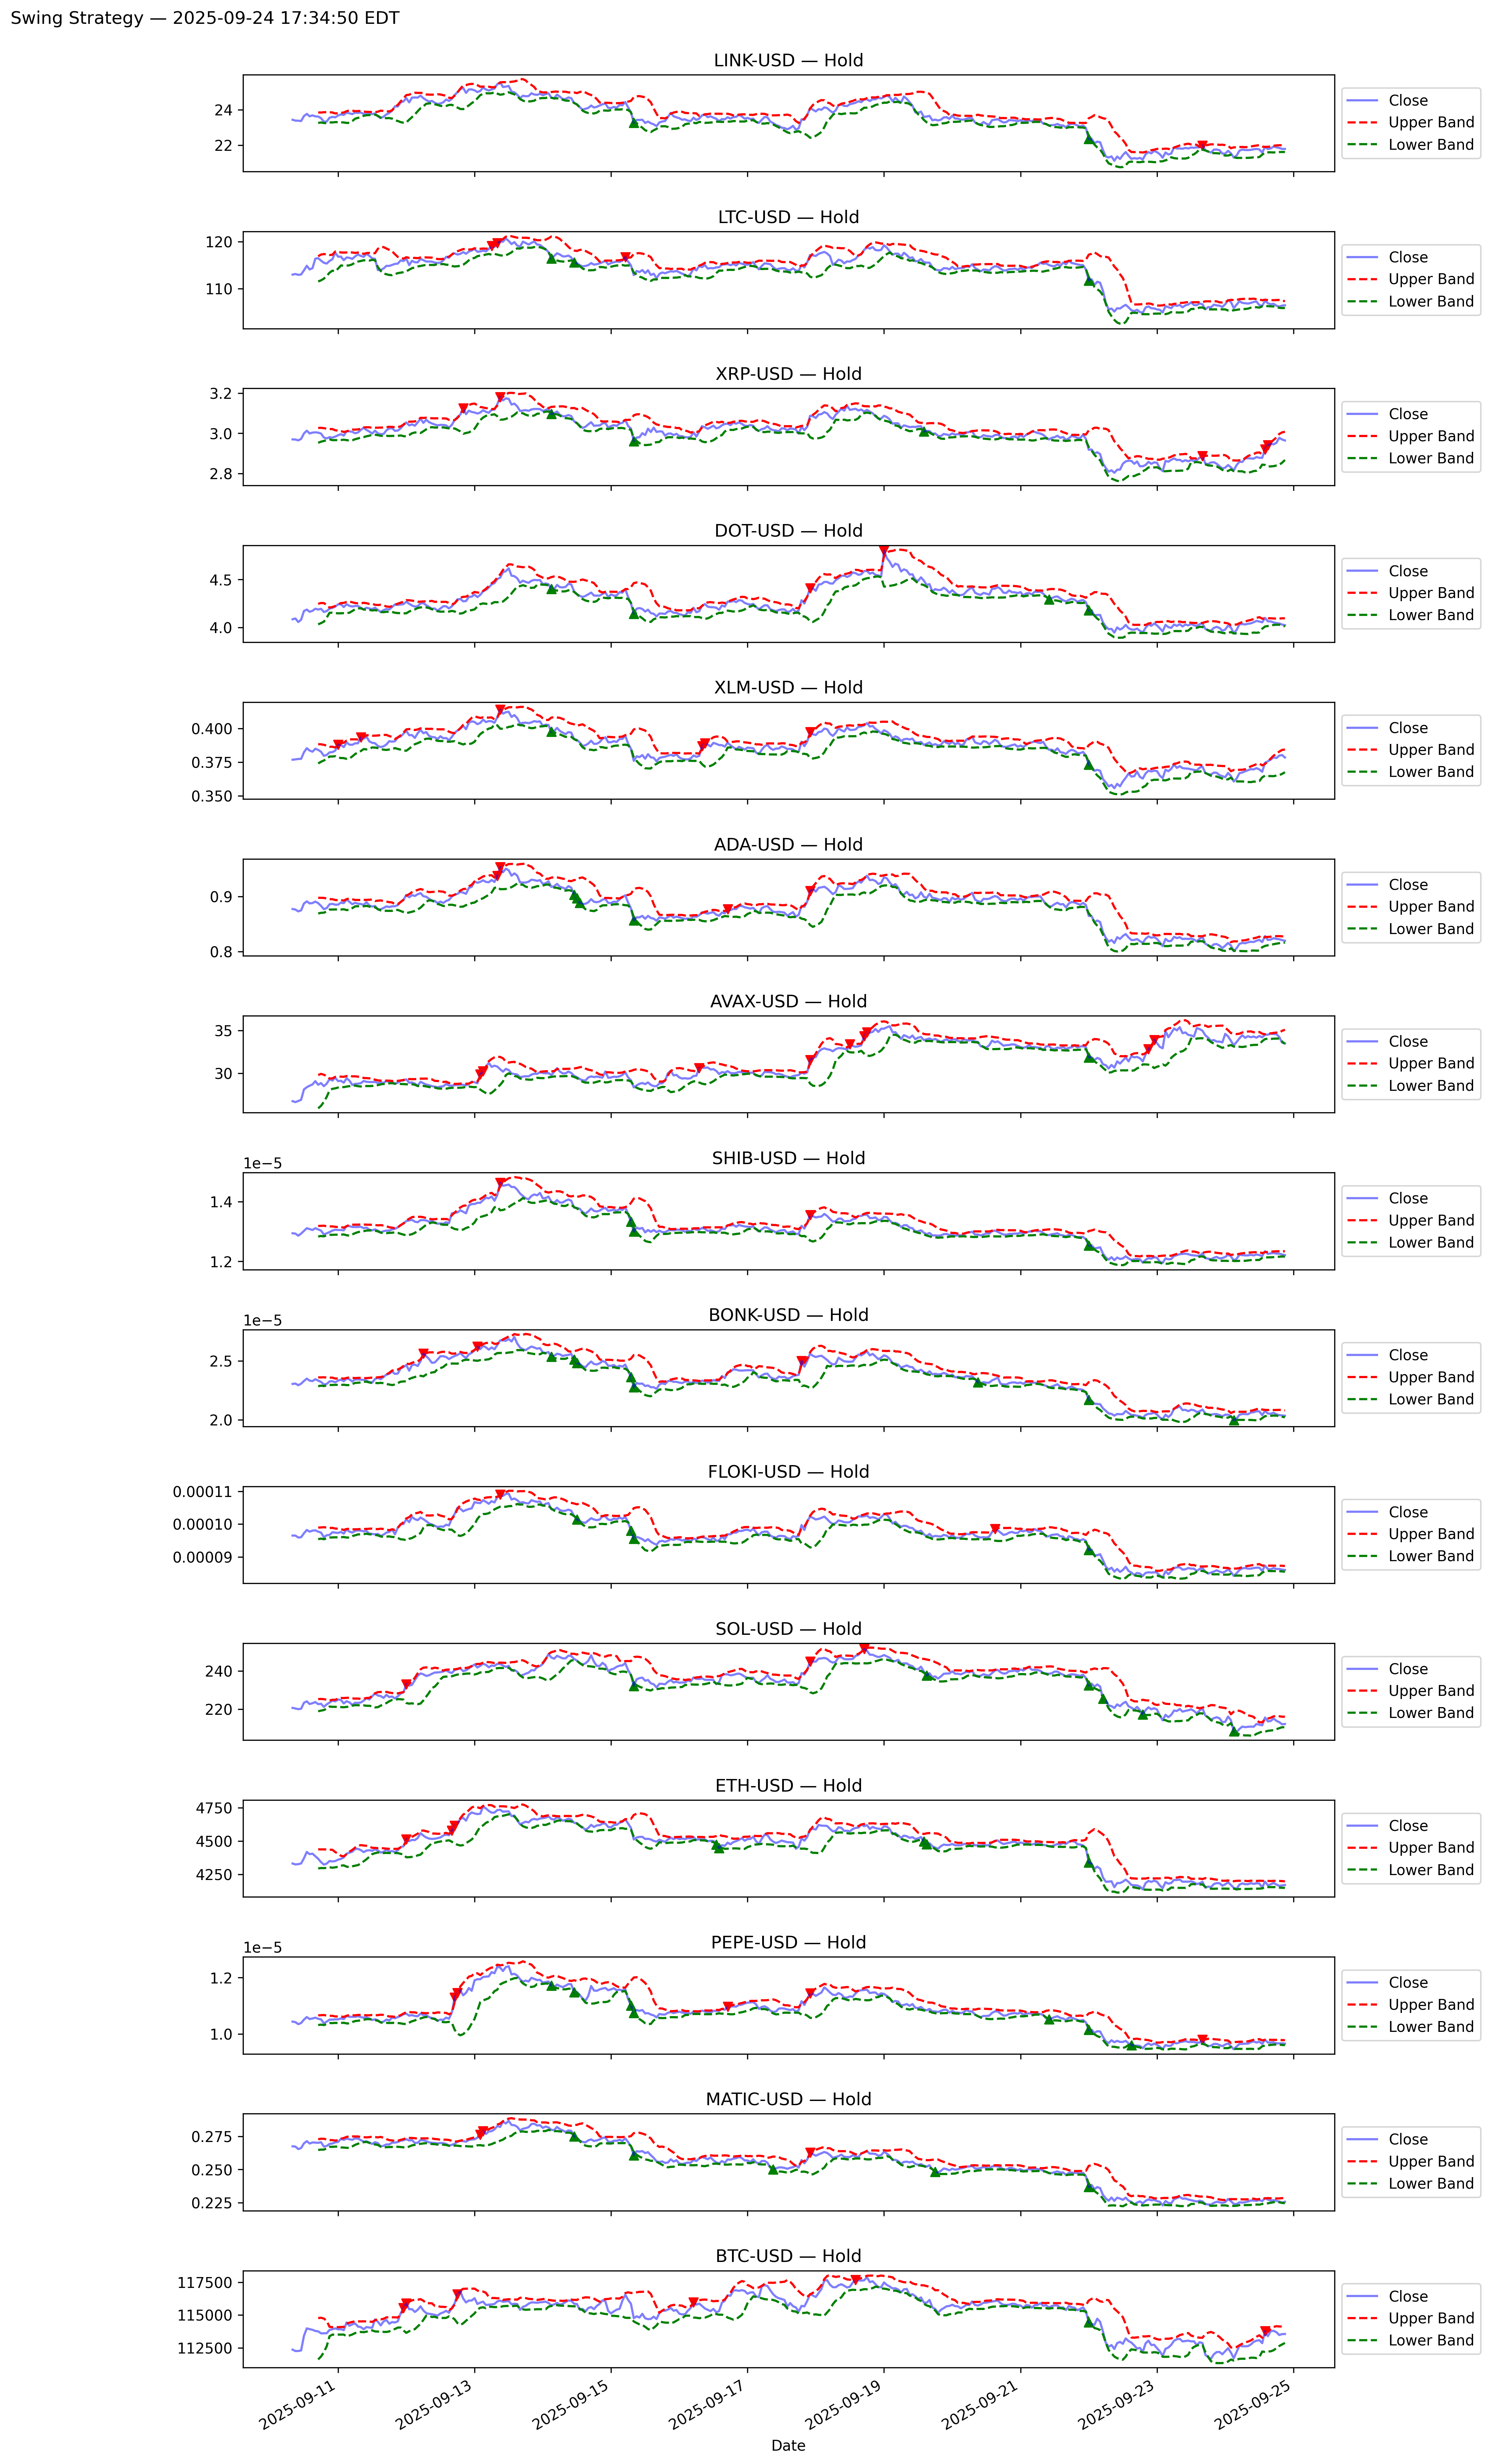 Swing Strategy — 2025-09-24 17:34:50 EDT
LINK-USD — Hold
24
22
Close
Upper Band
Lower Band
LTC-USD — Hold
120
110
Close
Upper Band
Lower Band
XRP-USD — Hold
3.2
3.0
2.8
Close
Upper Band
Lower Band
DOT-USD — Hold
4.5
4.0
Close
Upper Band
Lower Band
XLM-USD — Hold
0.400
0.375
0.350
Close
Upper Band
Lower Band
ADA-USD — Hold
0.9
0.8
Close
Upper Band
Lower Band
AVAX-USD — Hold
35
30
Close
Upper Band
Lower Band
SHIB-USD — Hold
1e−5
1.4
1.2
Close
Upper Band
Lower Band
BONK-USD — Hold
1e−5
2.5
2.0
Close
Upper Band
Lower Band
FLOKI-USD — Hold
0.00011
0.00010
0.00009
Close
Upper Band
Lower Band
SOL-USD — Hold
240
220
Close
Upper Band
Lower Band
ETH-USD — Hold
4750
4500
4250
Close
Upper Band
Lower Band
PEPE-USD — Hold
1e−5
1.2
1.0
Close
Upper Band
Lower Band
MATIC-USD — Hold
0.275
0.250
0.225
Close
Upper Band
Lower Band
BTC-USD — Hold
117500
115000
112500
Close
Upper Band
Lower Band
2025-09-11
2025-09-13
2025-09-15
2025-09-17
2025-09-19
2025-09-21
2025-09-23
2025-09-25
Date